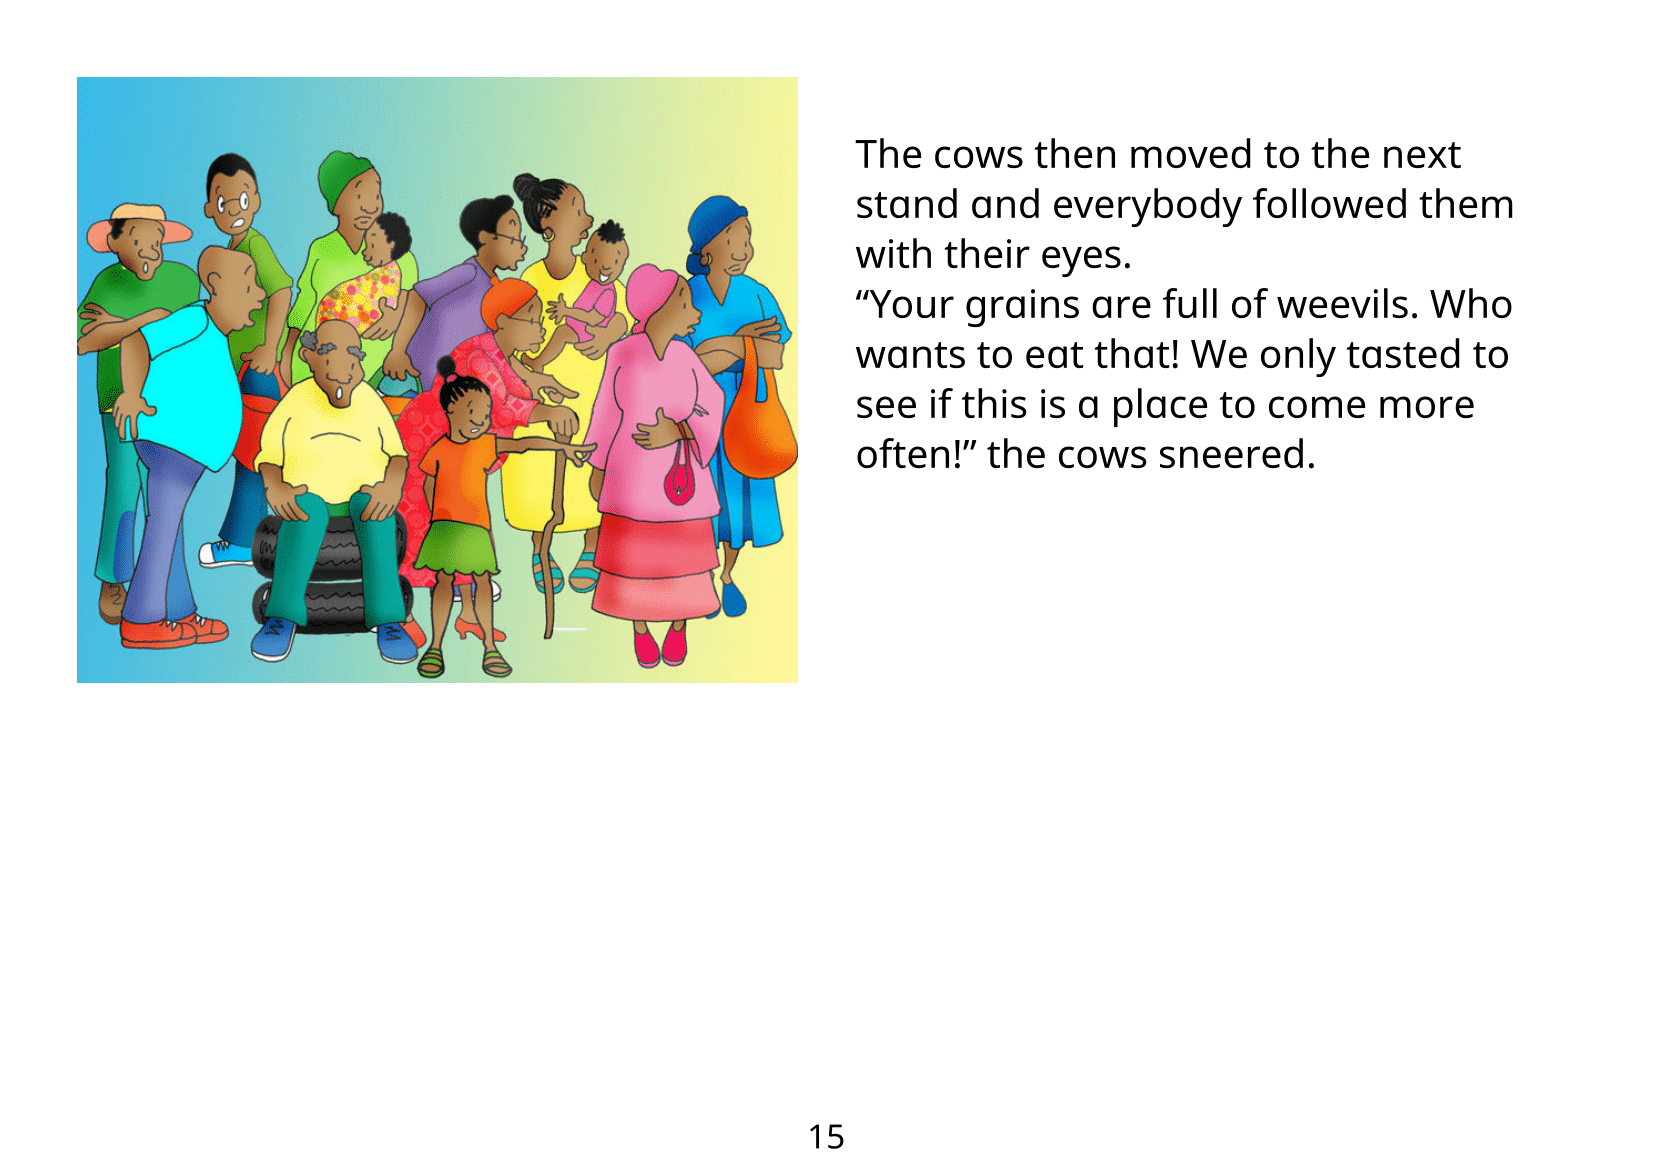 The cows then moved to the next
stand and everybody followed them
with their eyes.
“Your grains are full of weevils. Who
wants to eat that! We only tasted to
see if this is a place to come more
often!” the cows sneered.
15